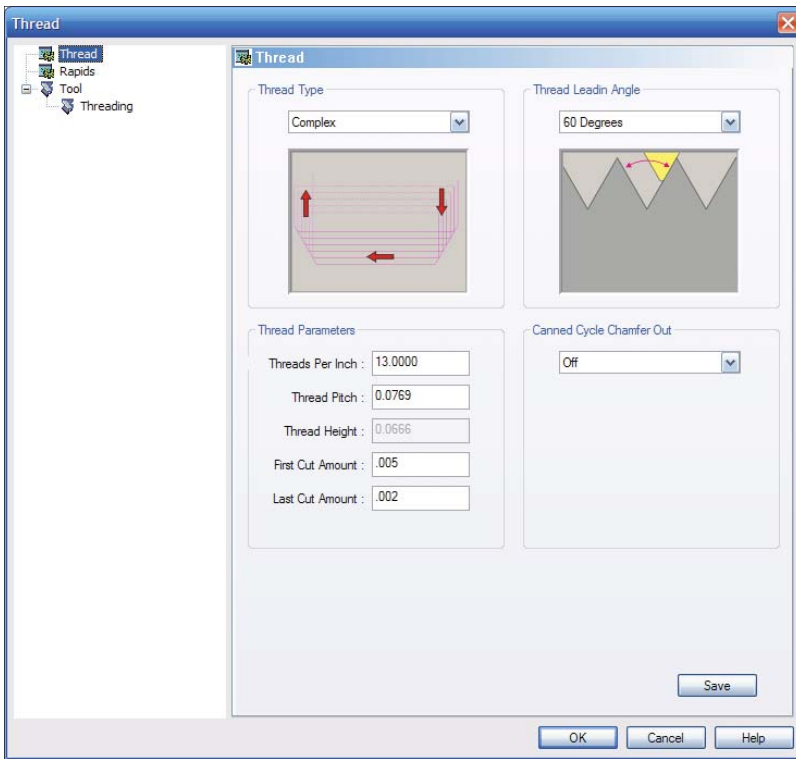 Thread
Thread
Rapids
Tool
Threading
Thread
Thread Type
Complex
Thread Leadin Angle
60 Degrees
Thread Parameters
Threads Per Inch : 13.0000
Thread Pitch : 0.0769
Thread Height : 0.0666
First Cut Amount : .005
Last Cut Amount : .002
Canned Cycle Chamfer Out
Off
Save
OK
Cancel
Help